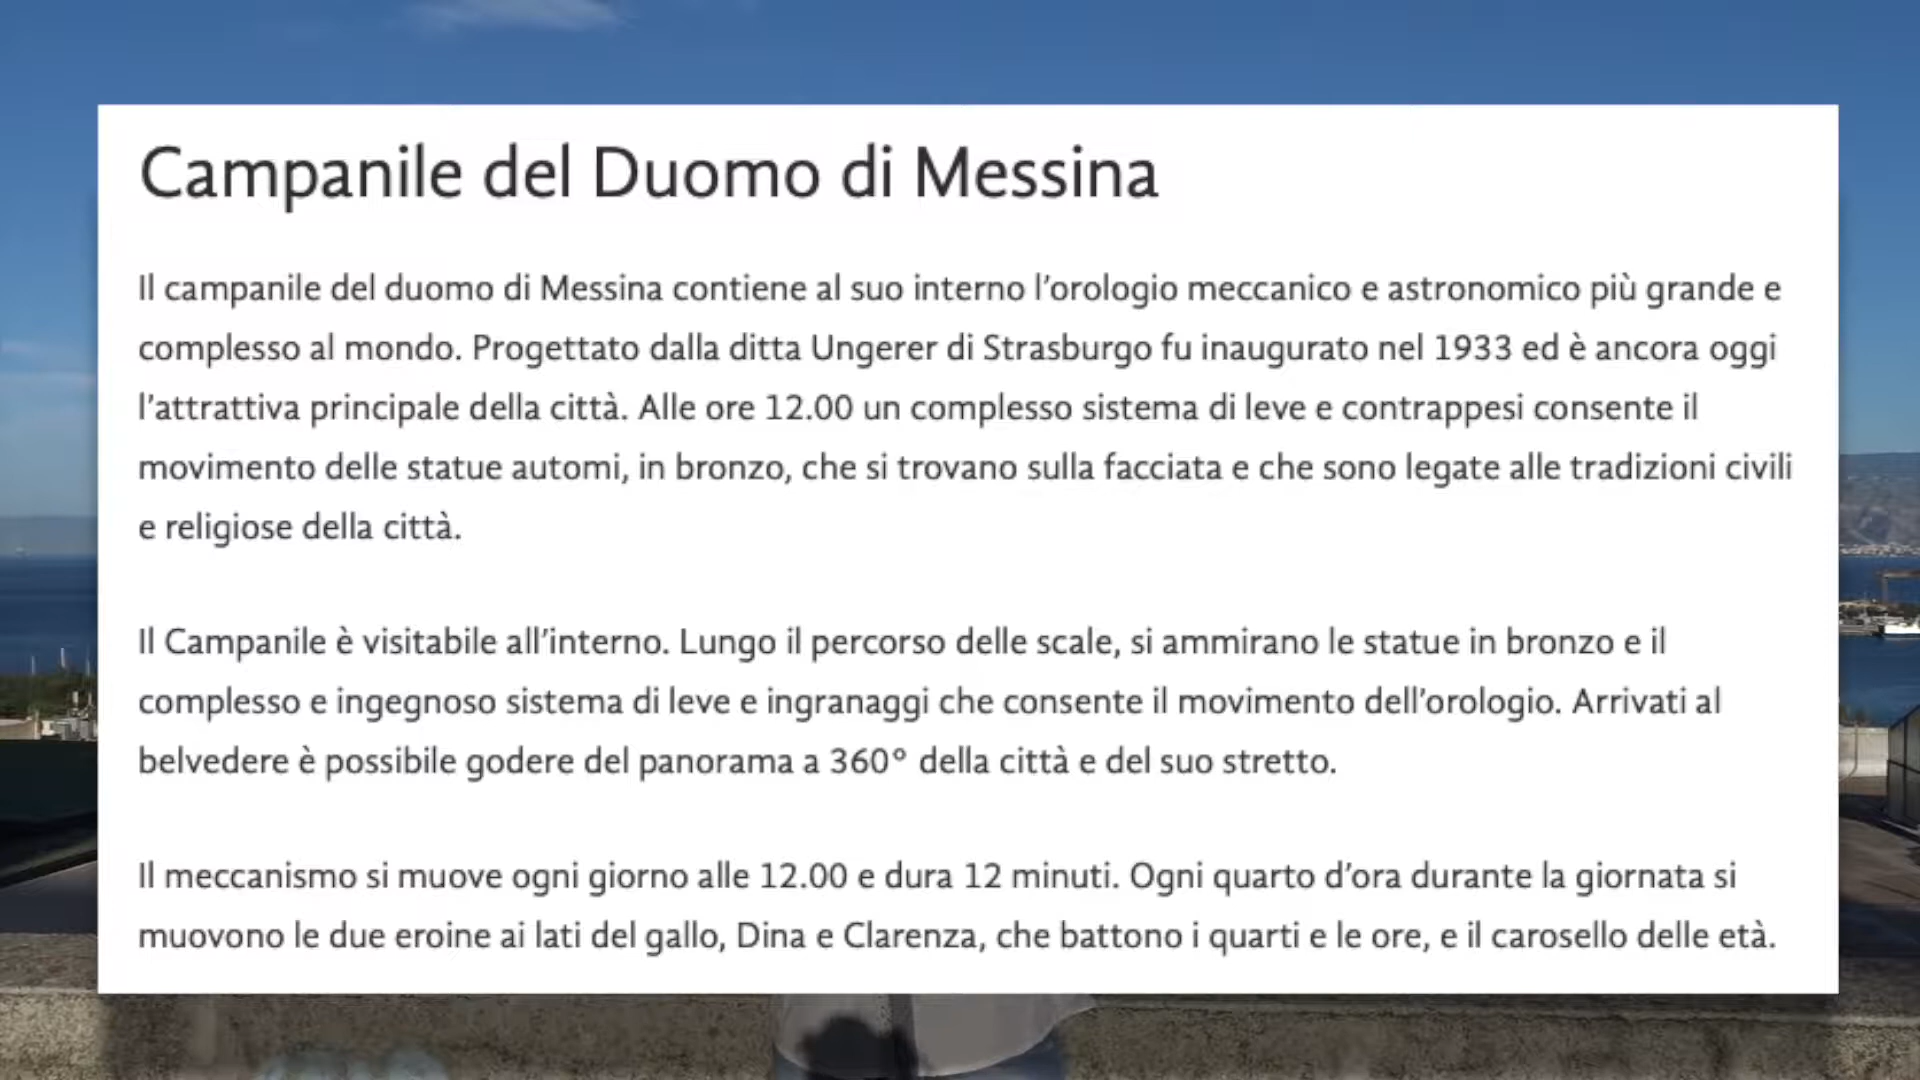 Campanile del Duomo di Messina
Il campanile del duomo di Messina contiene al suo interno l’orologio meccanico e astronomico più grande e
complesso al mondo. Progettato dalla ditta Ungerer di Strasburgo fu inaugurato nel 1933 ed è ancora oggi
l’attrattiva principale della città. Alle ore 12.00 un complesso sistema di leve e contrappesi consente il
movimento delle statue automi, in bronzo, che si trovano sulla facciata e che sono legate alle tradizioni civili
e religiose della città.
Il Campanile è visitabile all’interno. Lungo il percorso delle scale, si ammirano le statue in bronzo e il
complesso e ingegnoso sistema di leve e ingranaggi che consente il movimento dell’orologio. Arrivati al
belvedere è possibile godere del panorama a 360° della città e del suo stretto.
Il meccanismo si muove ogni giorno alle 12.00 e dura 12 minuti. Ogni quarto d’ora durante la giornata si
muovono le due eroine ai lati del gallo, Dina e Clarenza, che battono i quarti e le ore, e il carosello delle età.